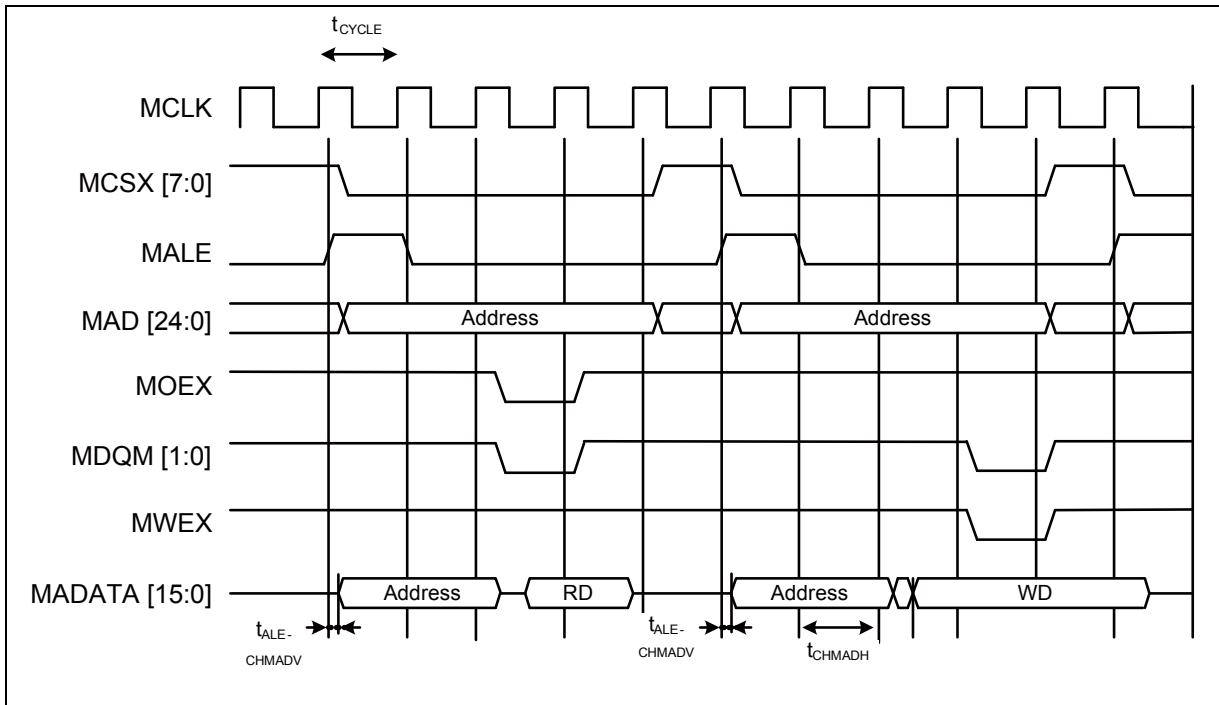 tCYCLE
MCLK
MCSX [7:0]
MALE
MAD [24:0] Address Address
MOEX
MDQM [1:0]
MWEX
MADATA [15:0] Address RD Address WD
tALE- tALE- tCHMADH
CHMADV CHMADV